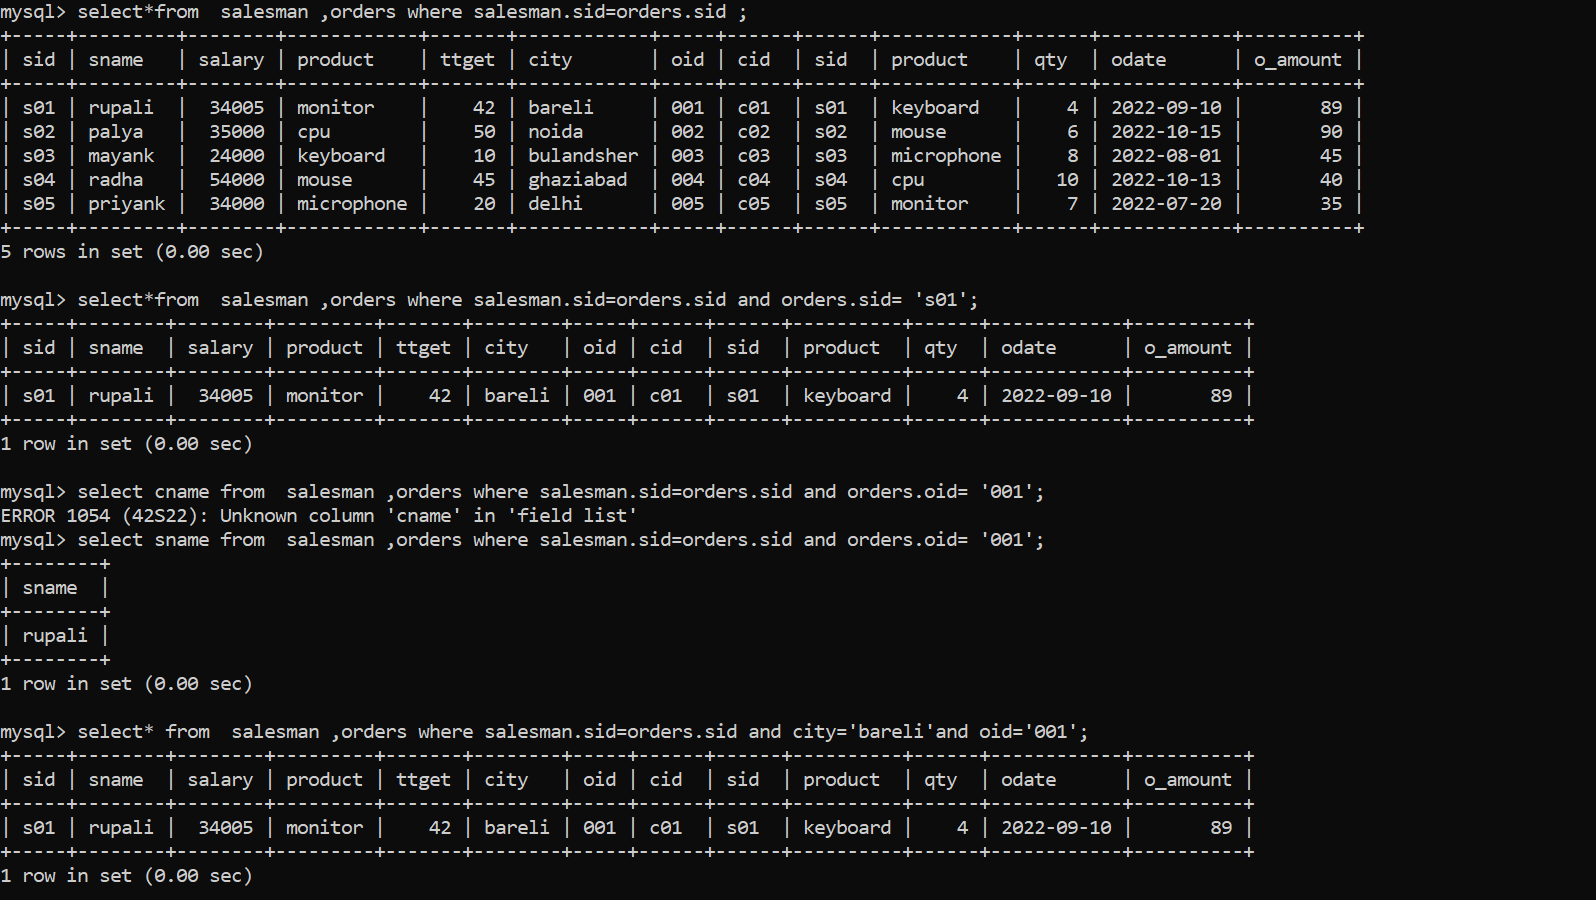 mysql> select*from  salesman ,orders where salesman.sid=orders.sid ;
+-----+---------+--------+------------+-------+------------+-----+------+------+------------+------+------------+----------+
| sid | sname   | salary | product    | ttget | city       | oid | cid  | sid  | product    | qty  | odate      | o_amount |
+-----+---------+--------+------------+-------+------------+-----+------+------+------------+------+------------+----------+
| s01 | rupali  |  34005 | monitor    |    42 | bareli     | 001 | c01  | s01  | keyboard   |    4 | 2022-09-10 |       89 |
| s02 | palya   |  35000 | cpu        |    50 | noida      | 002 | c02  | s02  | mouse      |    6 | 2022-10-15 |       90 |
| s03 | mayank  |  24000 | keyboard   |    10 | bulandsher | 003 | c03  | s03  | microphone |    8 | 2022-08-01 |       45 |
| s04 | radha   |  54000 | mouse      |    45 | ghaziabad  | 004 | c04  | s04  | cpu        |   10 | 2022-10-13 |       40 |
| s05 | priyank |  34000 | microphone |    20 | delhi      | 005 | c05  | s05  | monitor    |    7 | 2022-07-20 |       35 |
+-----+---------+--------+------------+-------+------------+-----+------+------+------------+------+------------+----------+
5 rows in set (0.00 sec)
mysql> select*from  salesman ,orders where salesman.sid=orders.sid and orders.sid= 's01';
+-----+--------+--------+---------+-------+--------+-----+------+------+----------+------+------------+----------+
| sid | sname  | salary | product | ttget | city   | oid | cid  | sid  | product  | qty  | odate      | o_amount |
+-----+--------+--------+---------+-------+--------+-----+------+------+----------+------+------------+----------+
| s01 | rupali |  34005 | monitor |    42 | bareli | 001 | c01  | s01  | keyboard |    4 | 2022-09-10 |       89 |
+-----+--------+--------+---------+-------+--------+-----+------+------+----------+------+------------+----------+
1 row in set (0.00 sec)
mysql> select cname from  salesman ,orders where salesman.sid=orders.sid and orders.oid= '001';
ERROR 1054 (42S22): Unknown column 'cname' in 'field list'
mysql> select sname from  salesman ,orders where salesman.sid=orders.sid and orders.oid= '001';
+--------+
| sname  |
+--------+
| rupali |
+--------+
1 row in set (0.00 sec)
mysql> select* from  salesman ,orders where salesman.sid=orders.sid and city='bareli'and oid='001';
+-----+--------+--------+---------+-------+--------+-----+------+------+----------+------+------------+----------+
| sid | sname  | salary | product | ttget | city   | oid | cid  | sid  | product  | qty  | odate      | o_amount |
+-----+--------+--------+---------+-------+--------+-----+------+------+----------+------+------------+----------+
| s01 | rupali |  34005 | monitor |    42 | bareli | 001 | c01  | s01  | keyboard |    4 | 2022-09-10 |       89 |
+-----+--------+--------+---------+-------+--------+-----+------+------+----------+------+------------+----------+
1 row in set (0.00 sec)